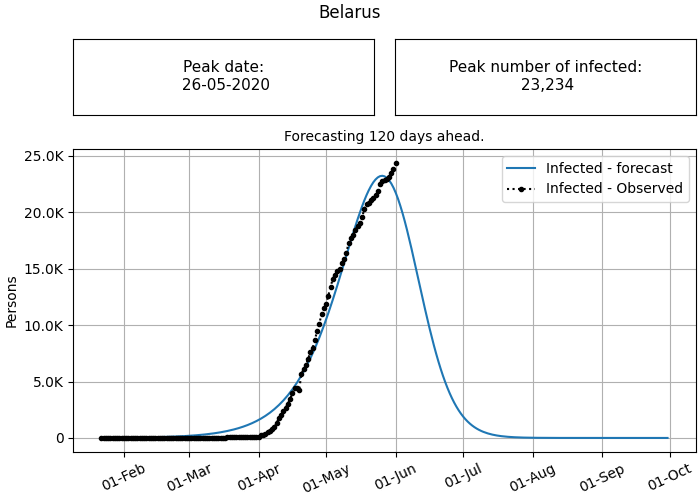 Belarus
Peak date:
26-05-2020
Peak number of infected:
23,234
Forecasting 120 days ahead.
25.0K
20.0K
15.0K
10.0K
5.0K
0
Persons
Infected - forecast
Infected - Observed
01-Feb
01-Mar
01-Apr
01-May
01-Jun
01-Jul
01-Aug
01-Sep
01-Oct